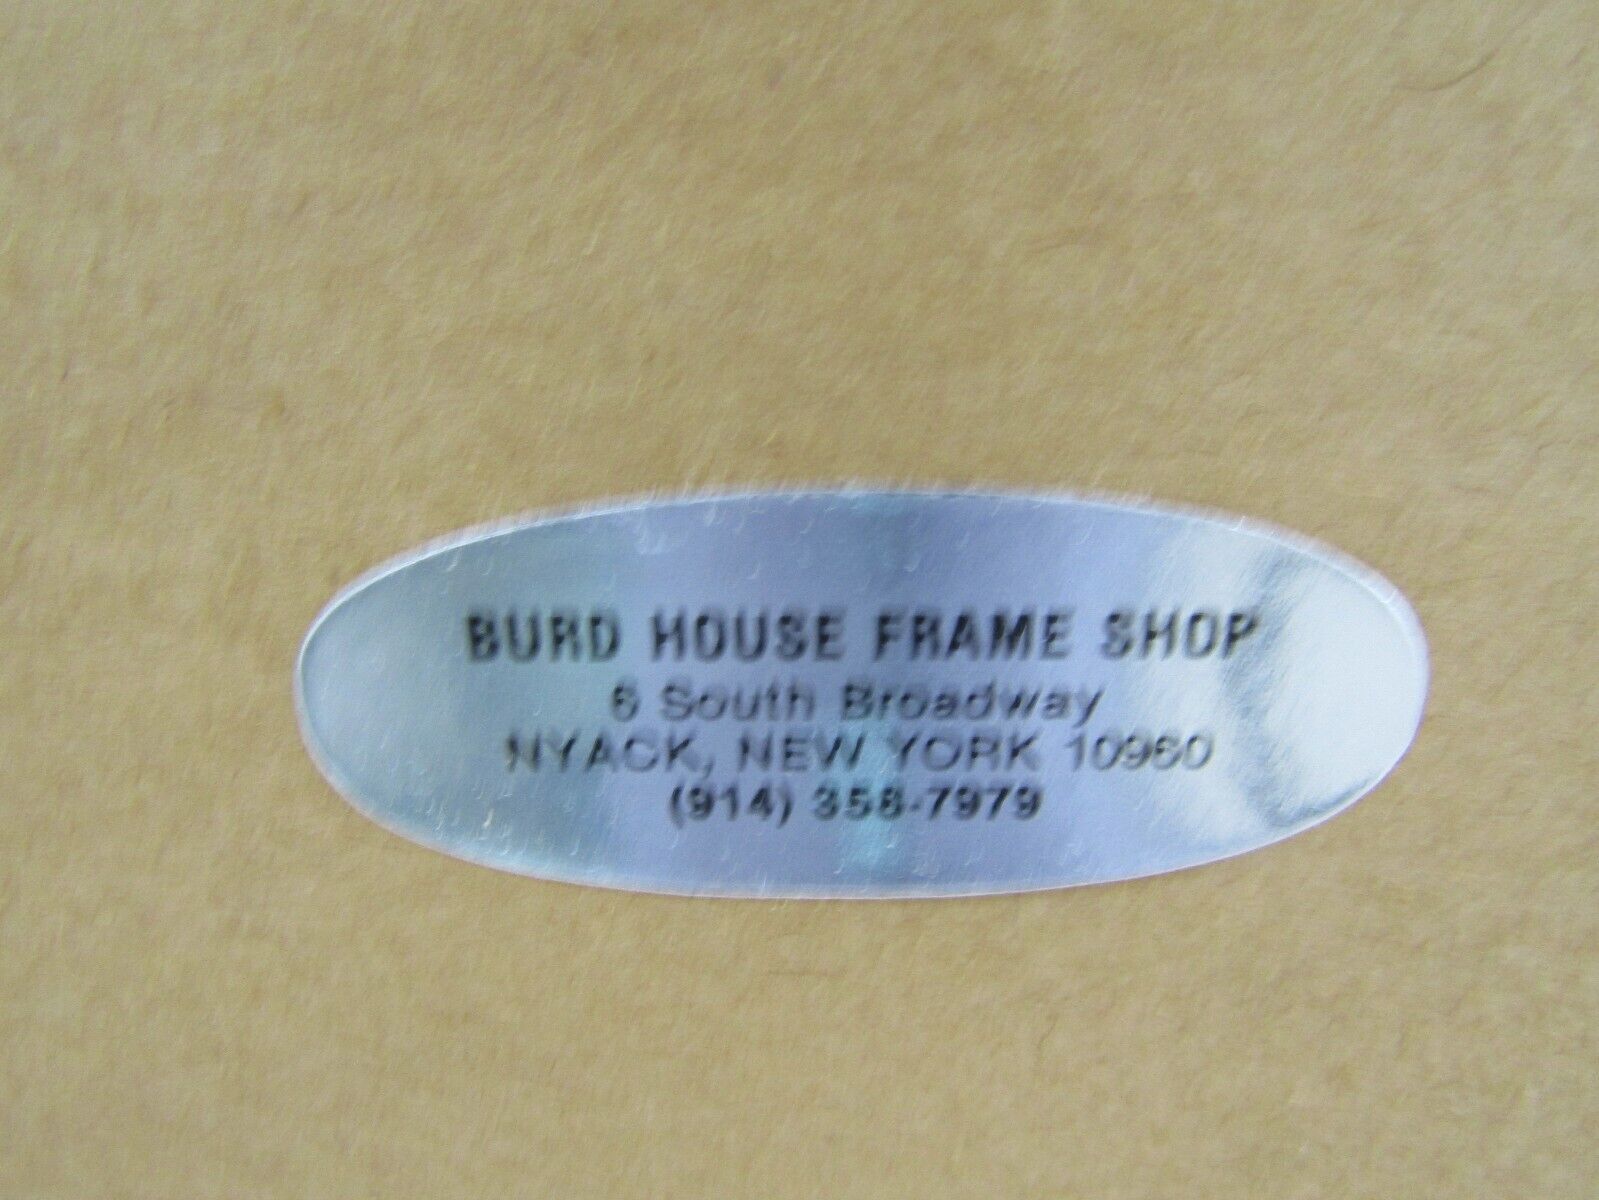 BURD HOUSE FRAME SHOP
6 South Broadway
NYACK, NEW YORK 10960
(914) 358-7979